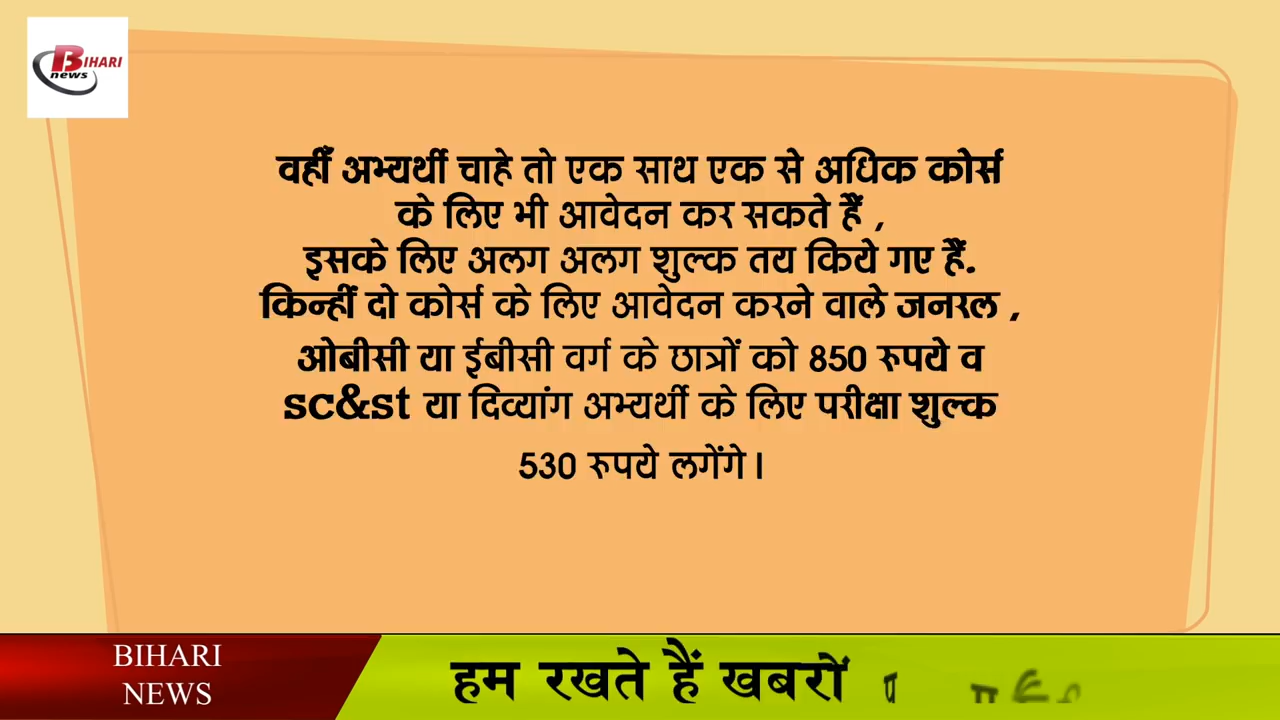 BIHARI
news
वहीँ अभ्यर्थी चाहे तो एक साथ एक से अधिक कोर्स
के लिए भी आवेदन कर सकते हैं ,
इसके लिए अलग अलग शुल्क तय किये गए हैं.
किन्हीं दो कोर्स के लिए आवेदन करने वाले जनरल ,
ओबीसी या ईबीसी वर्ग के छात्रों को 850 रूपये व
sc&st या दिव्यांग अभ्यर्थी के लिए परीक्षा शुल्क
530 रूपये लगेंगे।
BIHARI
NEWS
हम रखते हैं खबरों